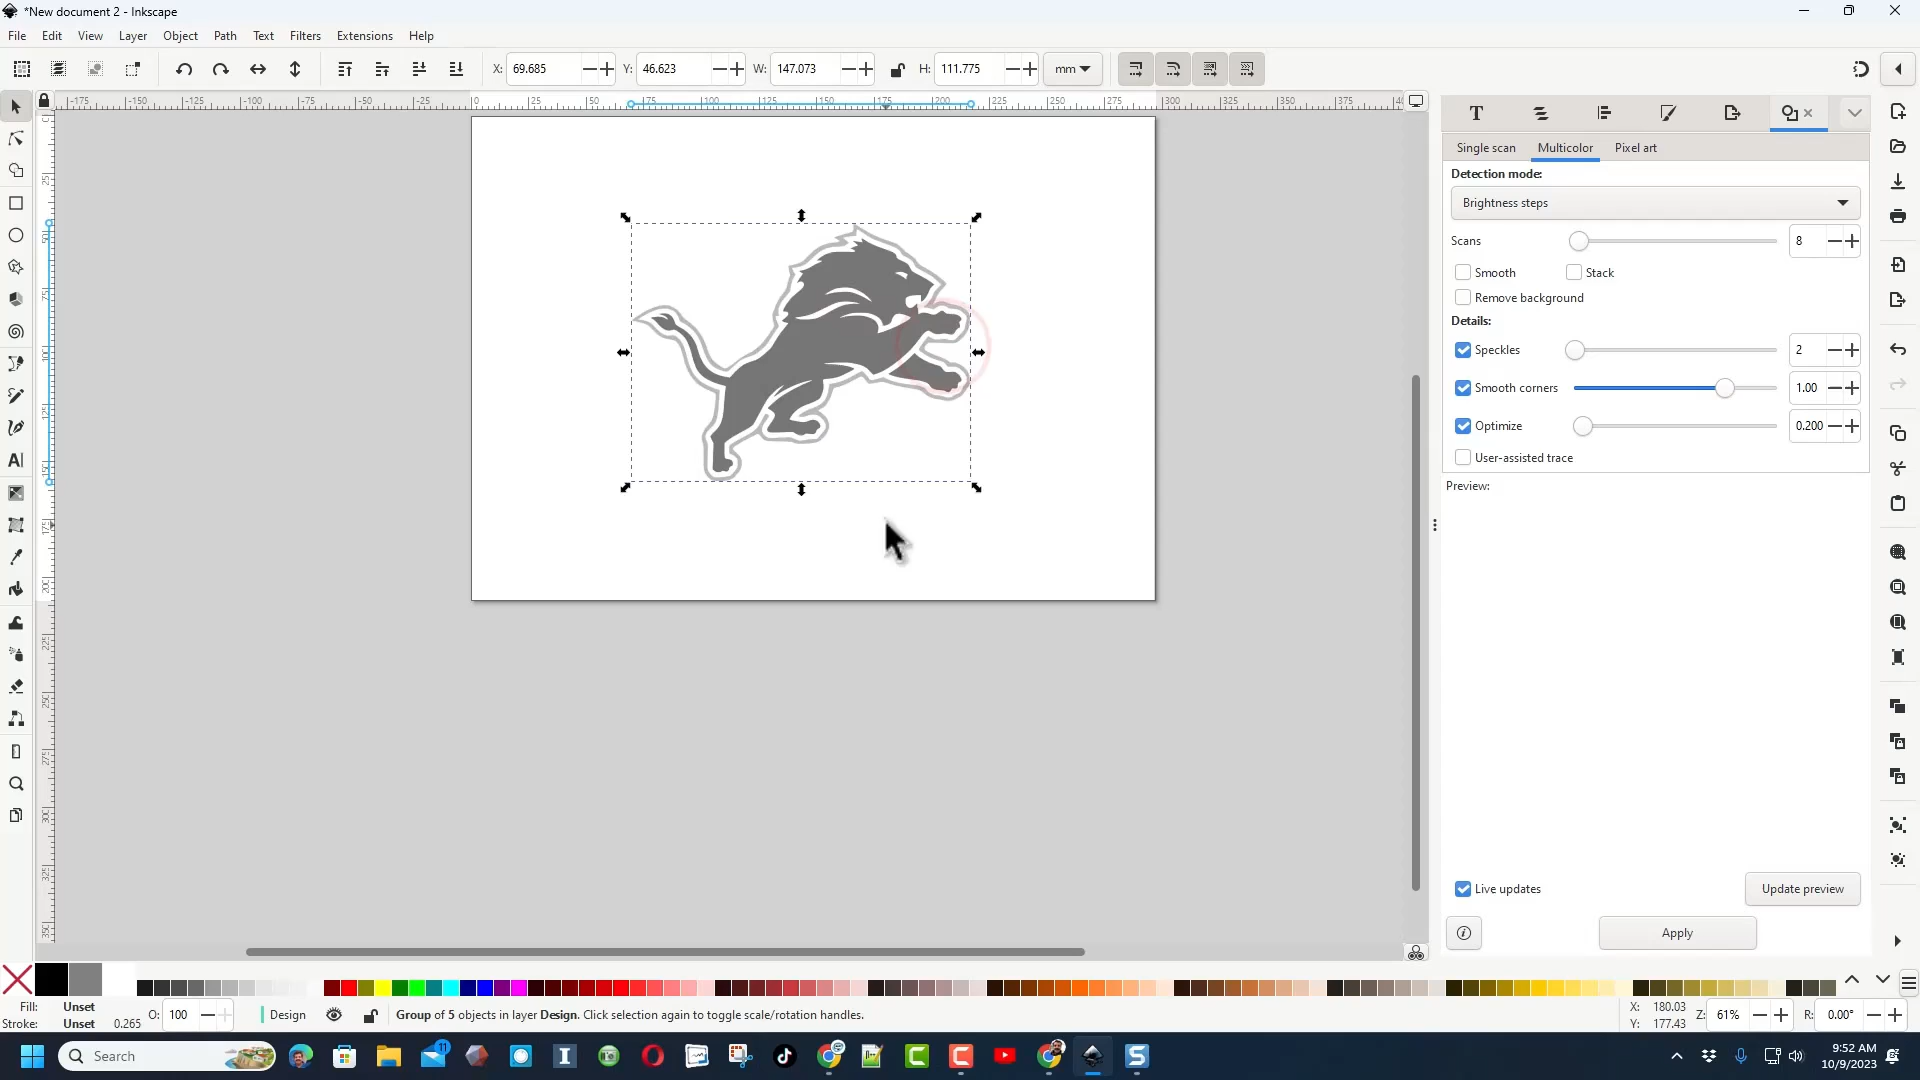 *New document 2 - Inkscape
File Edit View Layer Object Path Text Filters Extensions Help
X: 69.685 Y: 46.623 W: 147.073 H: 111.775 mm
Single scan Multicolor Pixel art
Detection mode:
Brightness steps
Scans 8
Smooth Stack
Remove background
Details:
Speckles 2
Smooth corners 1.00
Optimize 0.200
User-assisted trace
Preview:
Live updates Update preview
Apply
Fill: Unset
Stroke: Unset 0.265 O: 100 Design Group of 5 objects in layer Design. Click selection again to toggle scale/rotation handles.
X: 180.03
Y: 177.43
Z: 61% R: 0.00°
Search
11
9:52 AM
10/9/2023